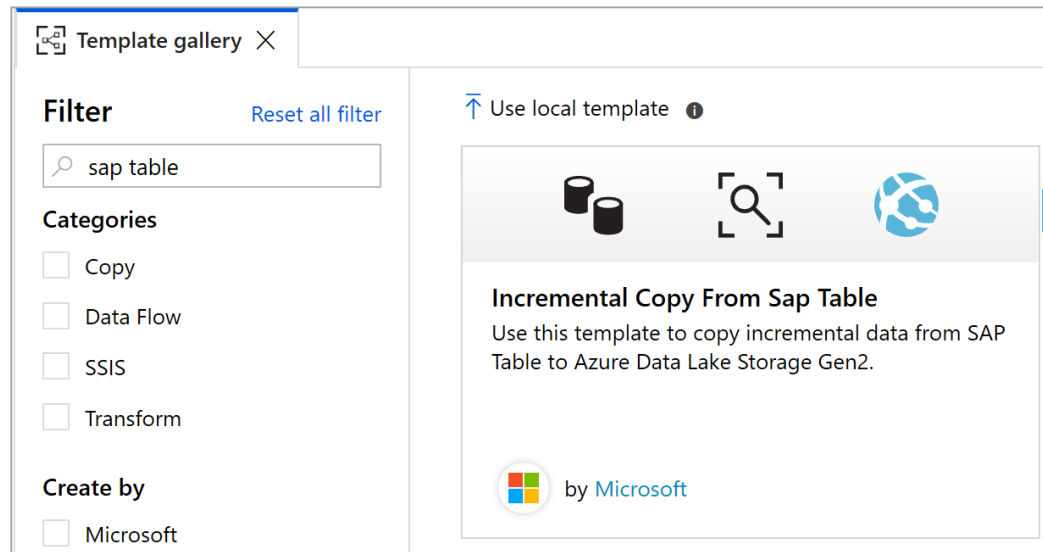 Template gallery
Filter
Reset all filter
sap table
Categories
Copy
Data Flow
SSIS
Transform
Create by
Microsoft
Use local template
Incremental Copy From Sap Table
Use this template to copy incremental data from SAP
Table to Azure Data Lake Storage Gen2.
by Microsoft